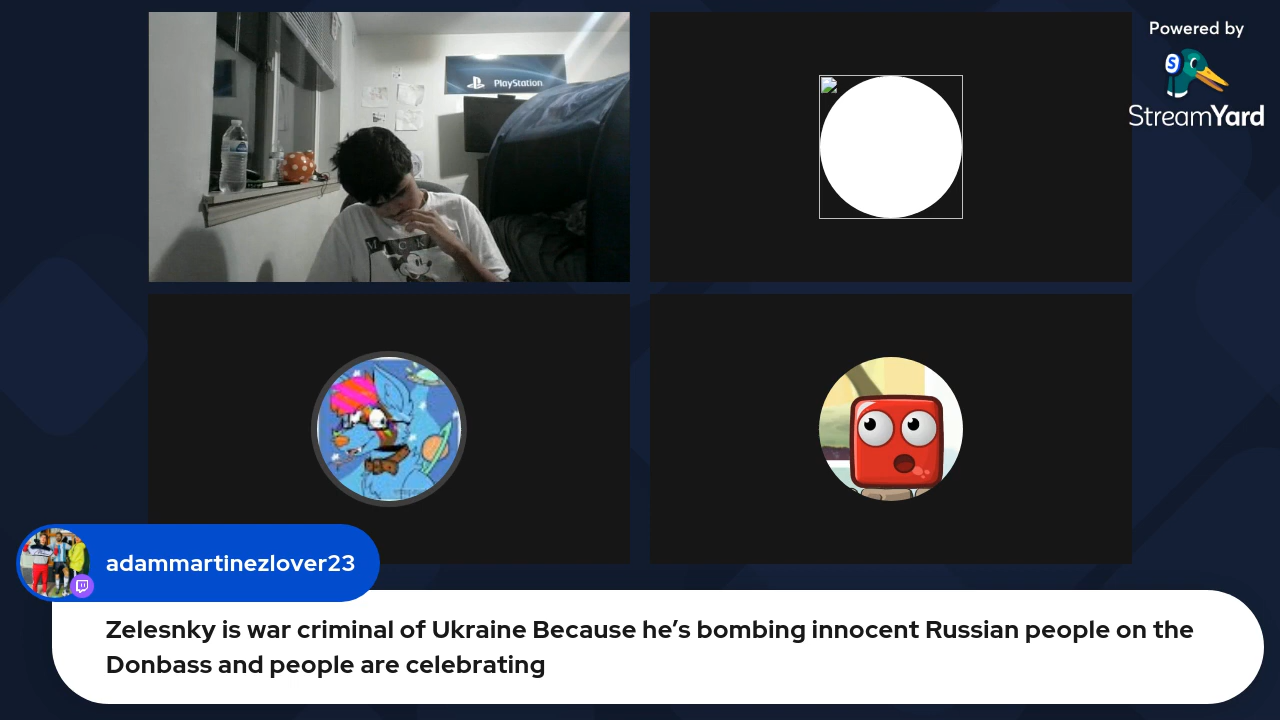 Powered by
StreamYard
PlayStation
MICK
adammartinezlover23
Zelesnky is war criminal of Ukraine Because he’s bombing innocent Russian people on the
Donbass and people are celebrating